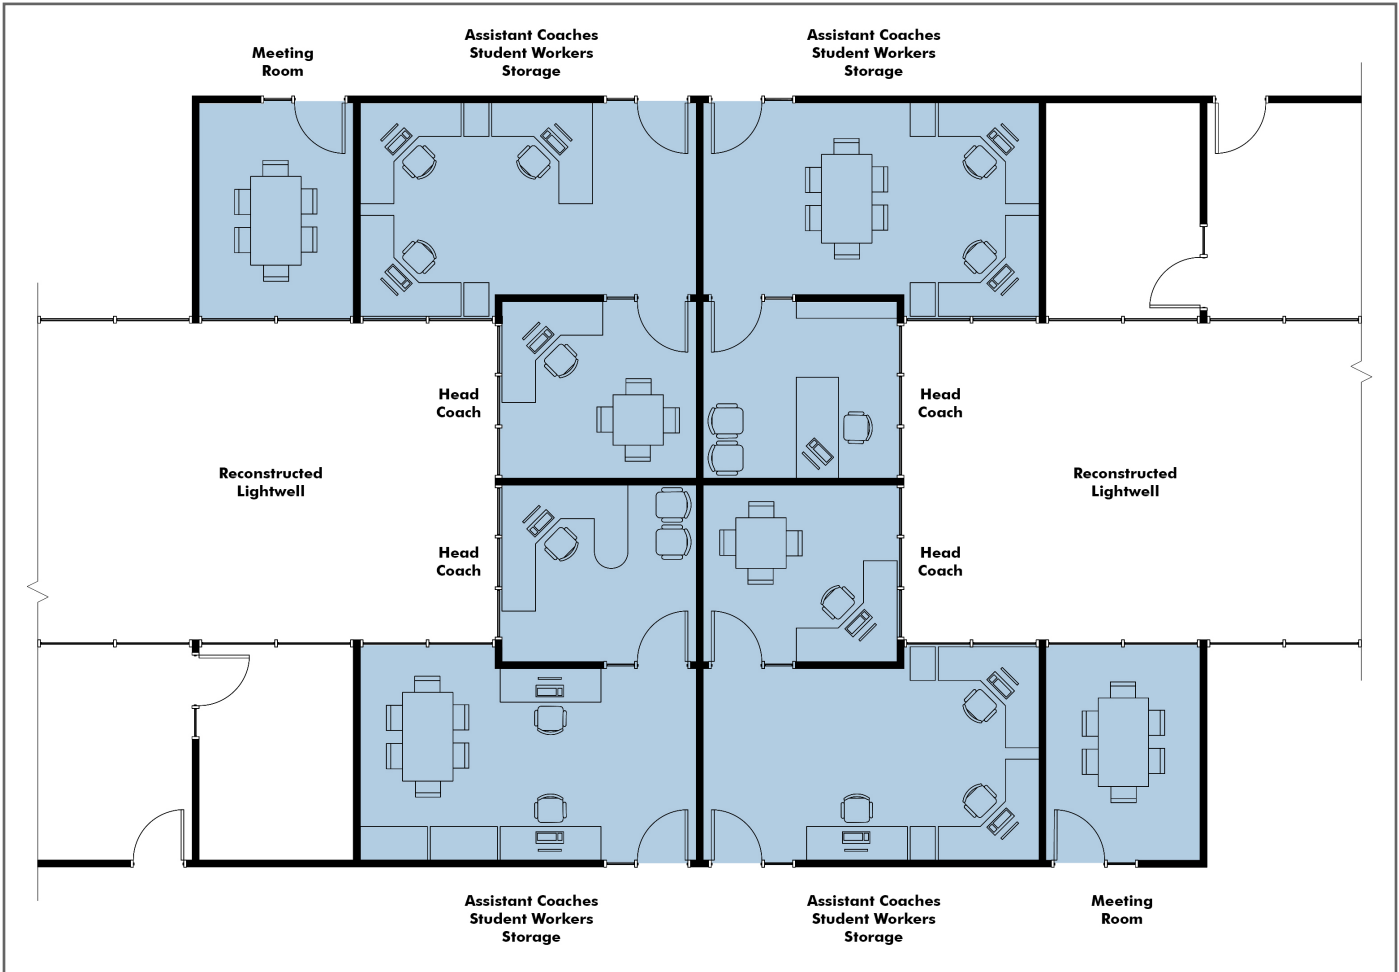 Meeting
Room
Assistant Coaches
Student Workers
Storage
Assistant Coaches
Student Workers
Storage
Head
Coach
Head
Coach
Reconstructed
Lightwell
Reconstructed
Lightwell
Head
Coach
Head
Coach
Assistant Coaches
Student Workers
Storage
Assistant Coaches
Student Workers
Storage
Meeting
Room